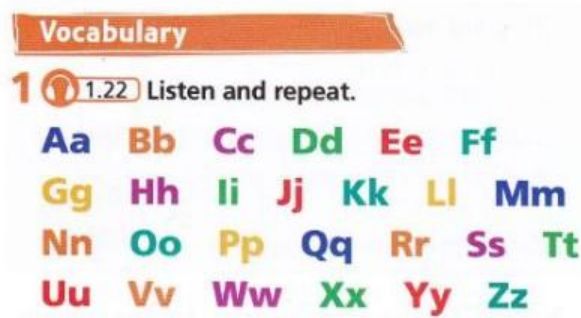 Vocabulary
1 1.22 Listen and repeat.
Aa Bb Cc Dd Ee Ff
Gg Hh Ii Jj Kk Ll Mm
Nn Oo Pp Qq Rr Ss Tt
Uu Vv Ww Xx Yy Zz